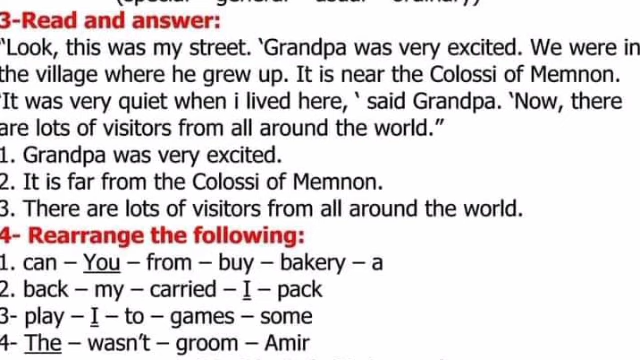 3-Read and answer:
“Look, this was my street. ‘Grandpa was very excited. We were in
the village where he grew up. It is near the Colossi of Memnon.
‘It was very quiet when i lived here, ‘ said Grandpa. ‘Now, there
are lots of visitors from all around the world.”
1. Grandpa was very excited.
2. It is far from the Colossi of Memnon.
3. There are lots of visitors from all around the world.
4- Rearrange the following:
1. can – You – from – buy – bakery – a
2. back – my – carried – I – pack
3- play – I – to – games – some
4- The – wasn’t – groom – Amir